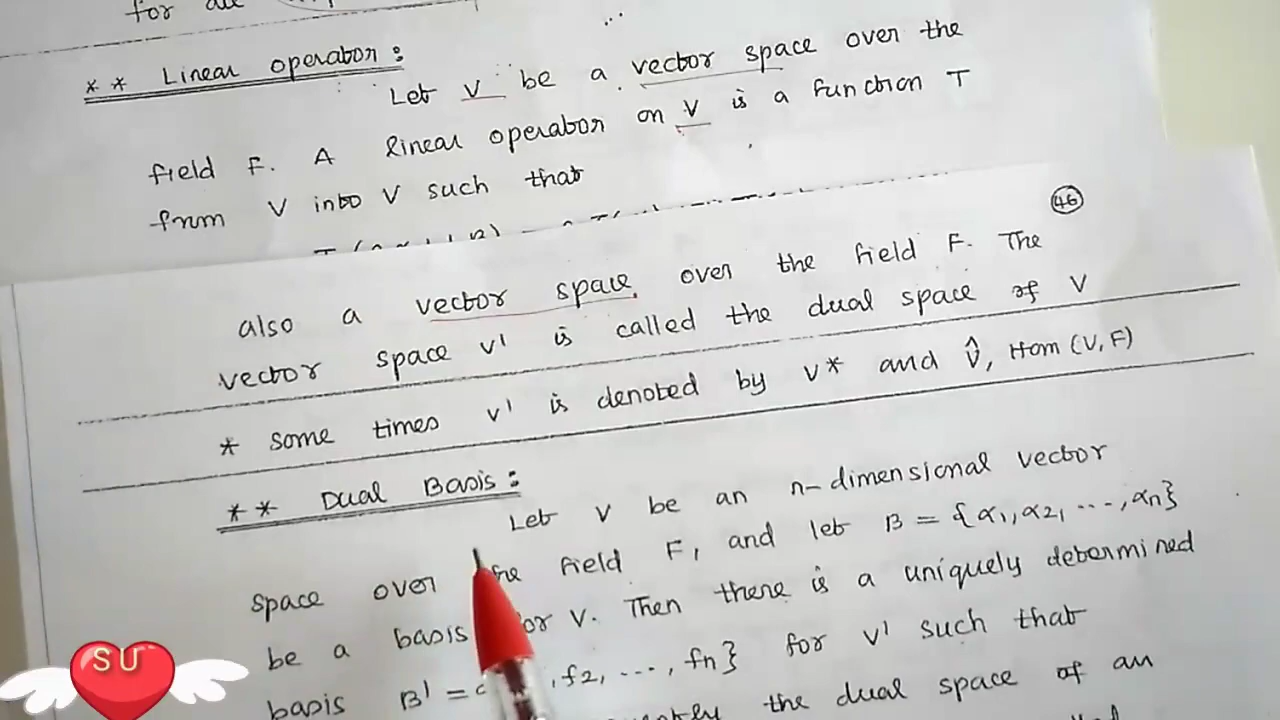 for all
** Linear operator:
Let V be a vector space over the
field F. A linear operator on V is a function T
from V into V such that
46
also a vector space over the field F. The
vector space V' is called the dual space of V
* some times V' is denoted by V* and V̂, Hom (V, F)
** Dual Basis:
Let V be an n-dimensional vector
space over the field F, and let B = {α1, α2, ..., αn}
be a basis for V. Then there is a uniquely determined
basis B' = , f2, ..., fn} for V' such that
the dual space of an
SU